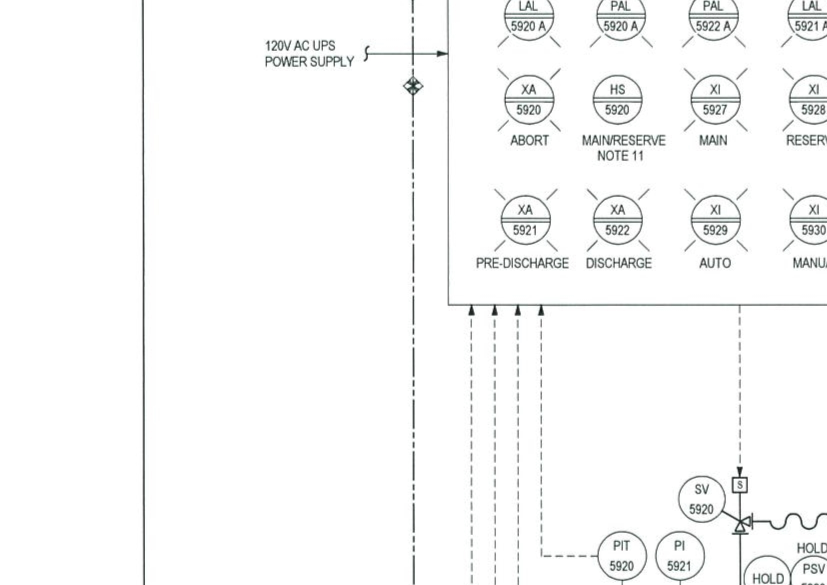 LAL
5920 A
PAL
5920 A
PAL
5922 A
LAL
5921 A
120V AC UPS
POWER SUPPLY
XA
5920
ABORT
HS
5920
MAIN/RESERVE
NOTE 11
XI
5927
MAIN
XI
5928
RESERV
XA
5921
PRE-DISCHARGE
XA
5922
DISCHARGE
XI
5929
AUTO
XI
5930
MANUA
S
SV
5920
PIT
5920
PI
5921
HOLD
HOLD
PSV